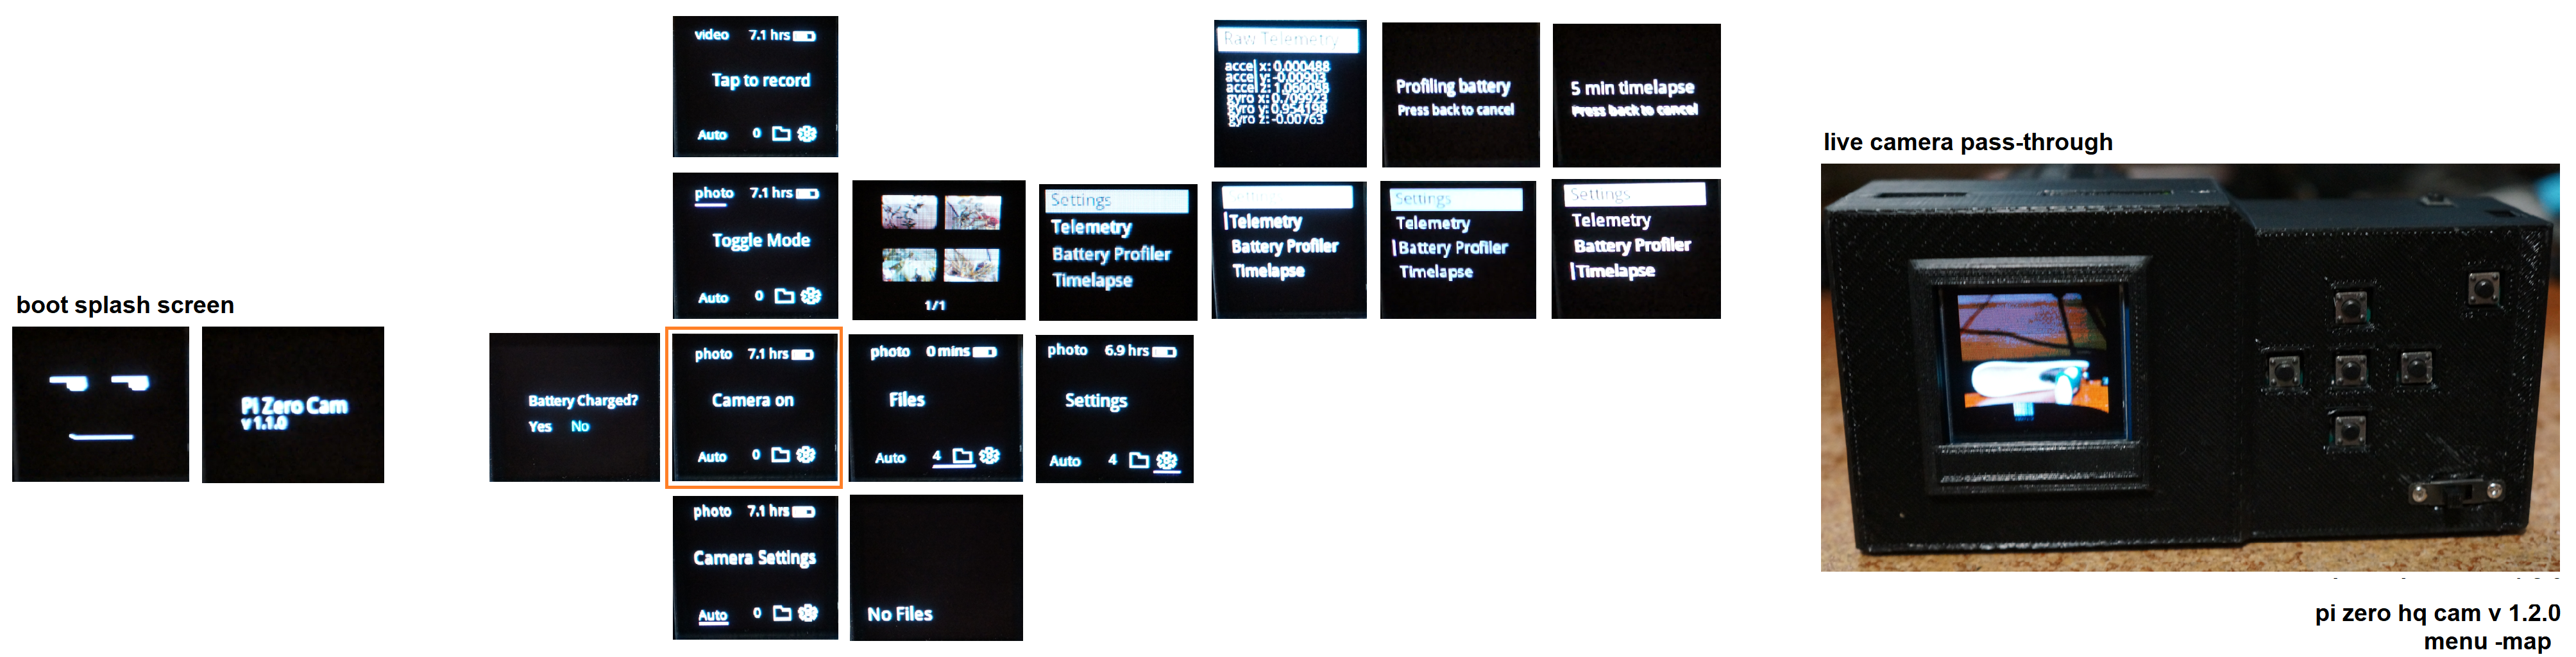 boot splash screen
Pi Zero Cam
v 1.1.0
Battery Charged?
Yes No
video 7.1 hrs
Tap to record
Auto 0
photo 7.1 hrs
Toggle Mode
Auto 0
photo 7.1 hrs
Camera on
Auto 0
photo 7.1 hrs
Camera Settings
Auto 0
1/1
photo 0 mins
Files
Auto 4
No Files
Settings
Telemetry
Battery Profiler
Timelapse
photo 6.9 hrs
Settings
Auto 4
Raw Telemetry
accel x: 0.000488
accel y: -0.00903
accel z: 1.060058
gyro x: 0.709923
gyro y: 0.954198
gyro z: -0.00763
Settings
Telemetry
Battery Profiler
Timelapse
Profiling battery
Press back to cancel
Settings
Telemetry
Battery Profiler
Timelapse
5 min timelapse
Press back to cancel
Settings
Telemetry
Battery Profiler
Timelapse
live camera pass-through
pi zero hq cam v 1.2.0
menu -map